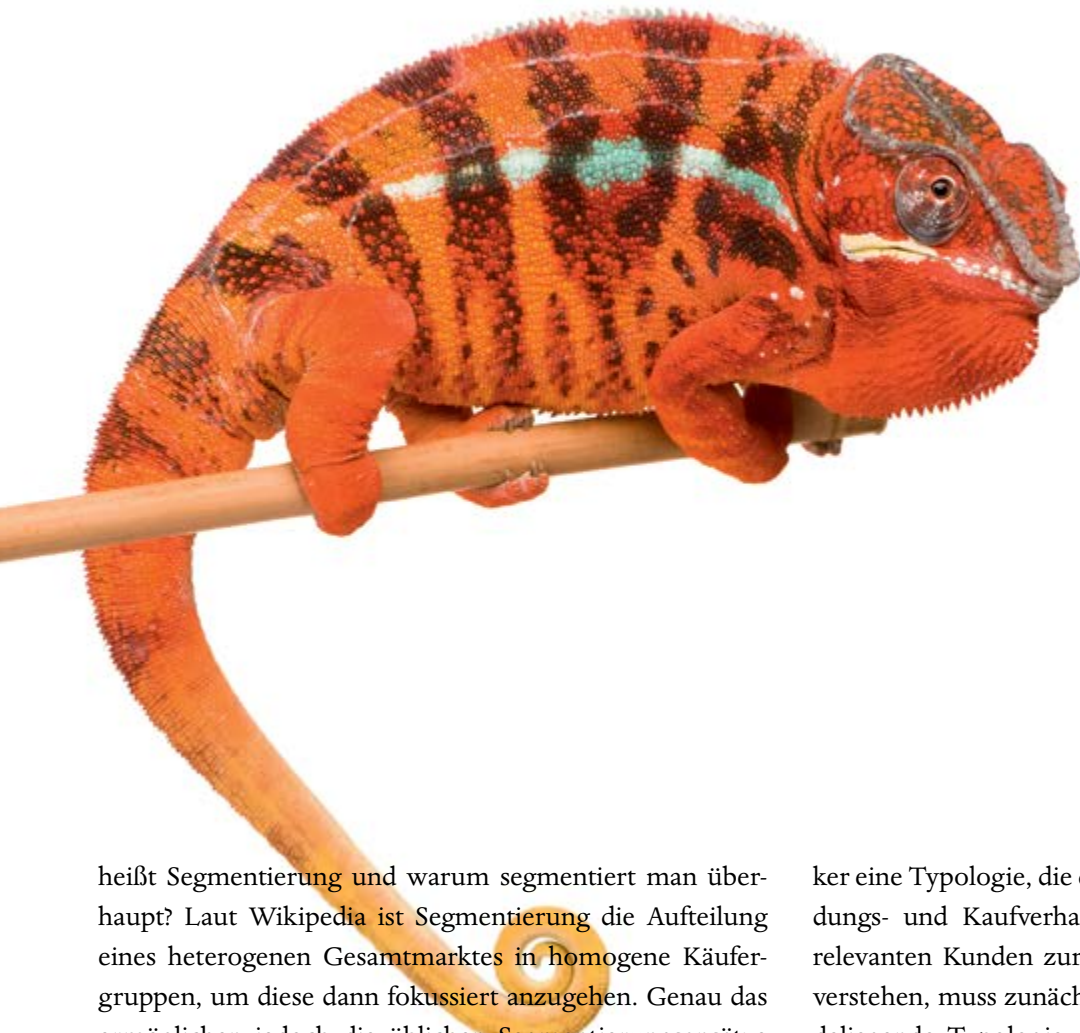 heißt Segmentierung und warum segmentiert man über-
haupt? Laut Wikipedia ist Segmentierung die Aufteilung
eines heterogenen Gesamtmarktes in homogene Käufer-
gruppen, um diese dann fokussiert anzugehen. Genau das
ker eine Typologie, die
dungs- und Kaufverha
relevanten Kunden zur
verstehen, muss zunäch